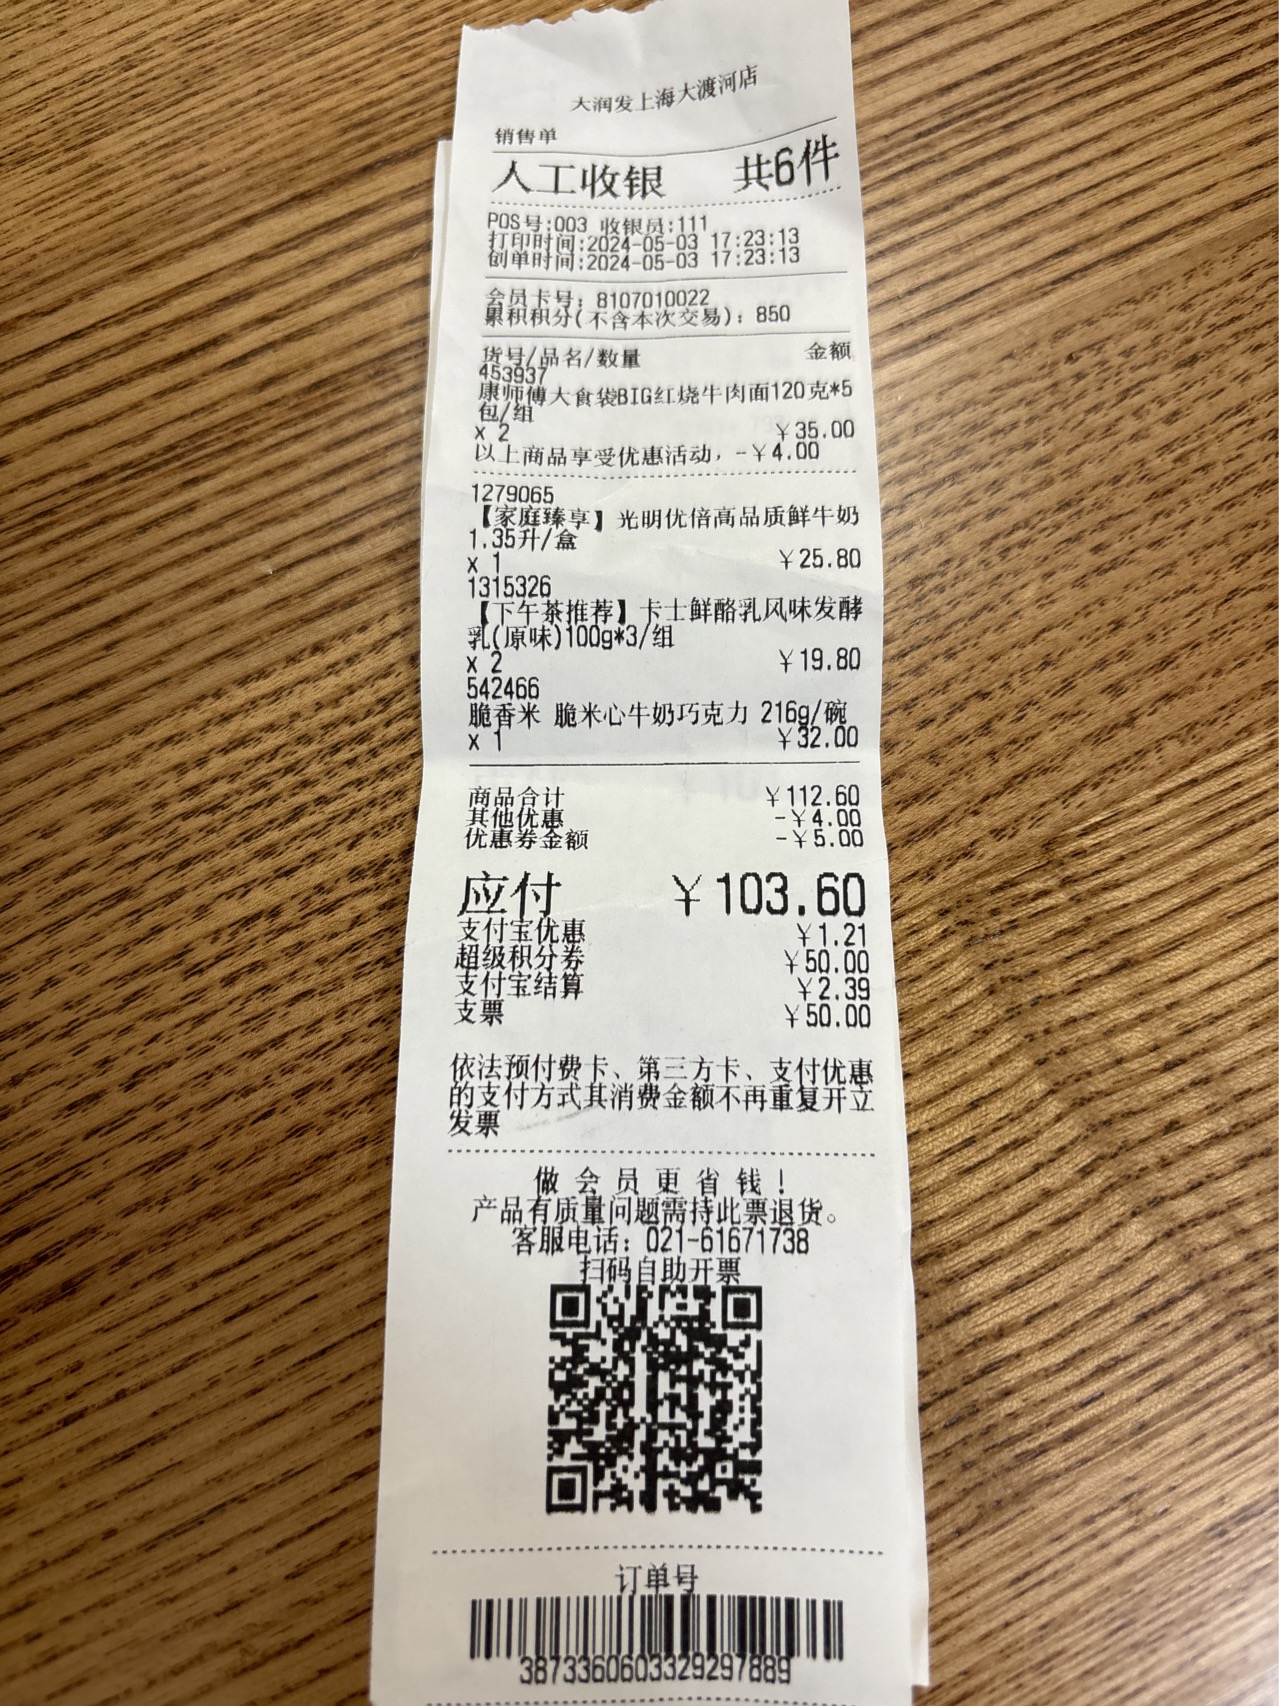 大润发上海大渡河店
销售单
人工收银 共6件
POS号:003 收银员:111
打印时间:2024-05-03 17:23:13
创单时间:2024-05-03 17:23:13
会员卡号: 8107010022
累积积分(不含本次交易): 850
货号/品名/数量 金额
453937
康师傅大食袋BIG红烧牛肉面120克*5
包/组
x 2 ￥35.00
以上商品享受优惠活动, -￥4.00
1279065
【家庭臻享】光明优倍高品质鲜牛奶
1.35升/盒
x 1 ￥25.80
1315326
【下午茶推荐】卡士鲜酪乳风味发酵
乳(原味)100g*3/组
x 2 ￥19.80
542466
脆香米 脆米心牛奶巧克力 216g/碗
x 1 ￥32.00
商品合计 ￥112.60
其他优惠 -￥4.00
优惠券金额 -￥5.00
应付 ￥103.60
支付宝优惠 ￥1.21
超级积分券 ￥50.00
支付宝结算 ￥2.39
支票 ￥50.00
依法预付费卡、第三方卡、支付优惠
的支付方式其消费金额不再重复开立
发票
做会员更省钱!
产品有质量问题需持此票退货。
客服电话: 021-61671738
扫码自助开票
订单号
3873360603329297889